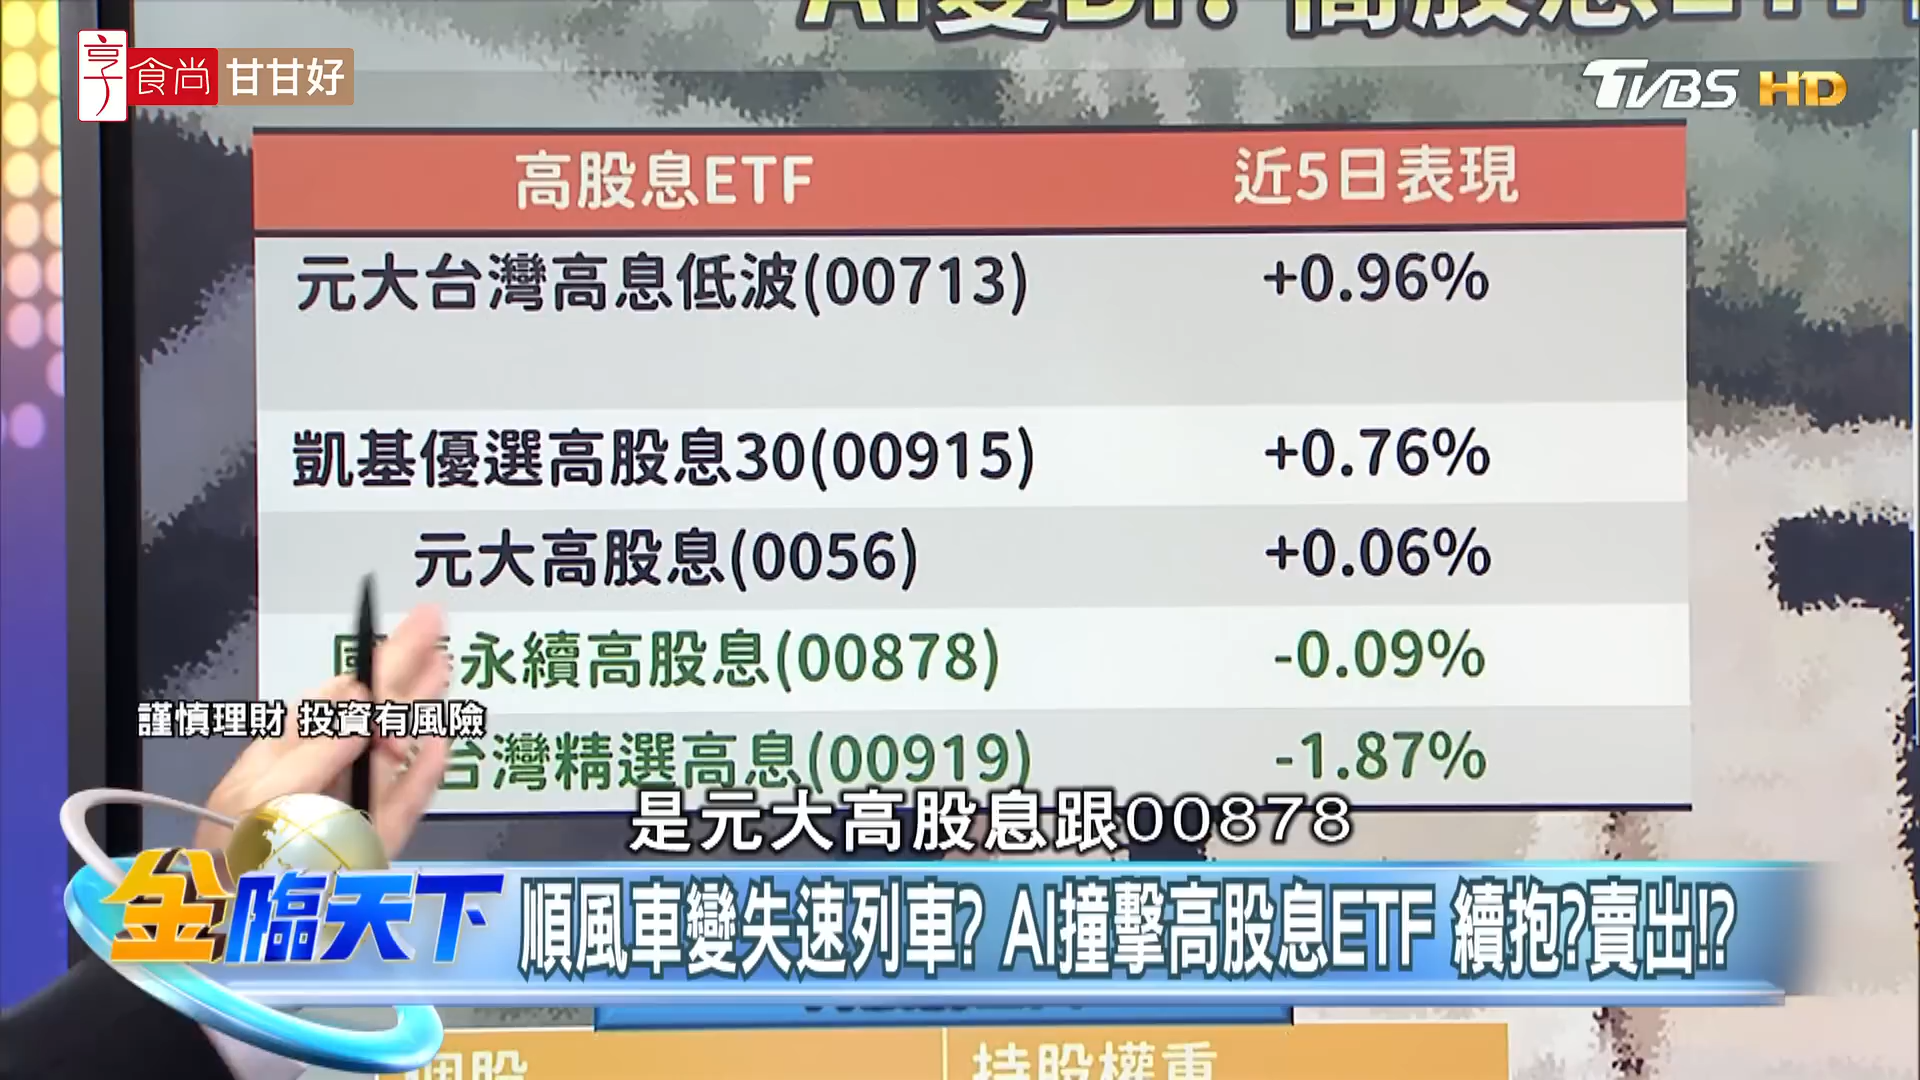 享 食尚 甘甘好
TVBS HD
高股息ETF 近5日表現
元大台灣高息低波(00713) +0.96%
凱基優選高股息30(00915) +0.76%
元大高股息(0056) +0.06%
永續高股息(00878) -0.09%
台灣精選高息(00919) -1.87%
謹慎理財 投資有風險
是元大高股息跟00878
金臨天下 順風車變失速列車? AI撞擊高股息ETF 續抱?賣出!?
持股權重